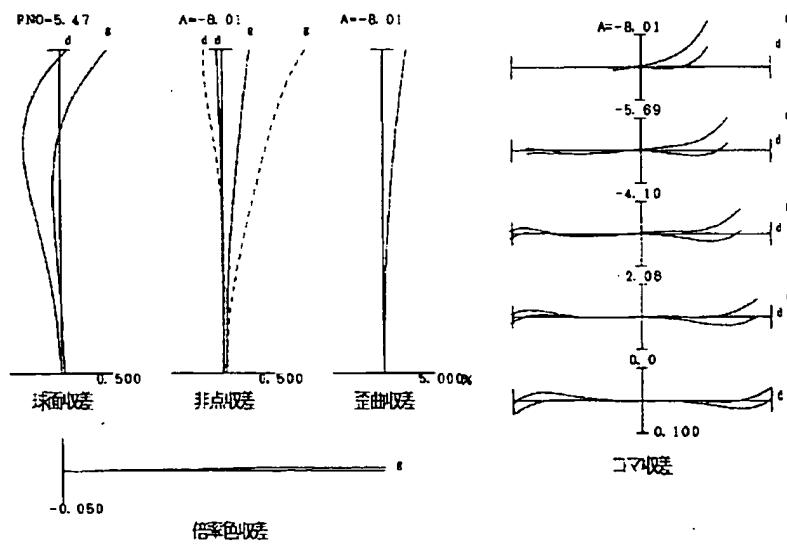 FNO=5.47
A=-8.01
A=-8.01
d
g
d d
g
g
0.500
0.500
5.000%
球面収差
非点収差
歪曲収差
g
-0.050
倍率色収差
A=-8.01
d
-5.69
d
-4.10
d
-2.08
d
0.0
0.100
コマ収差